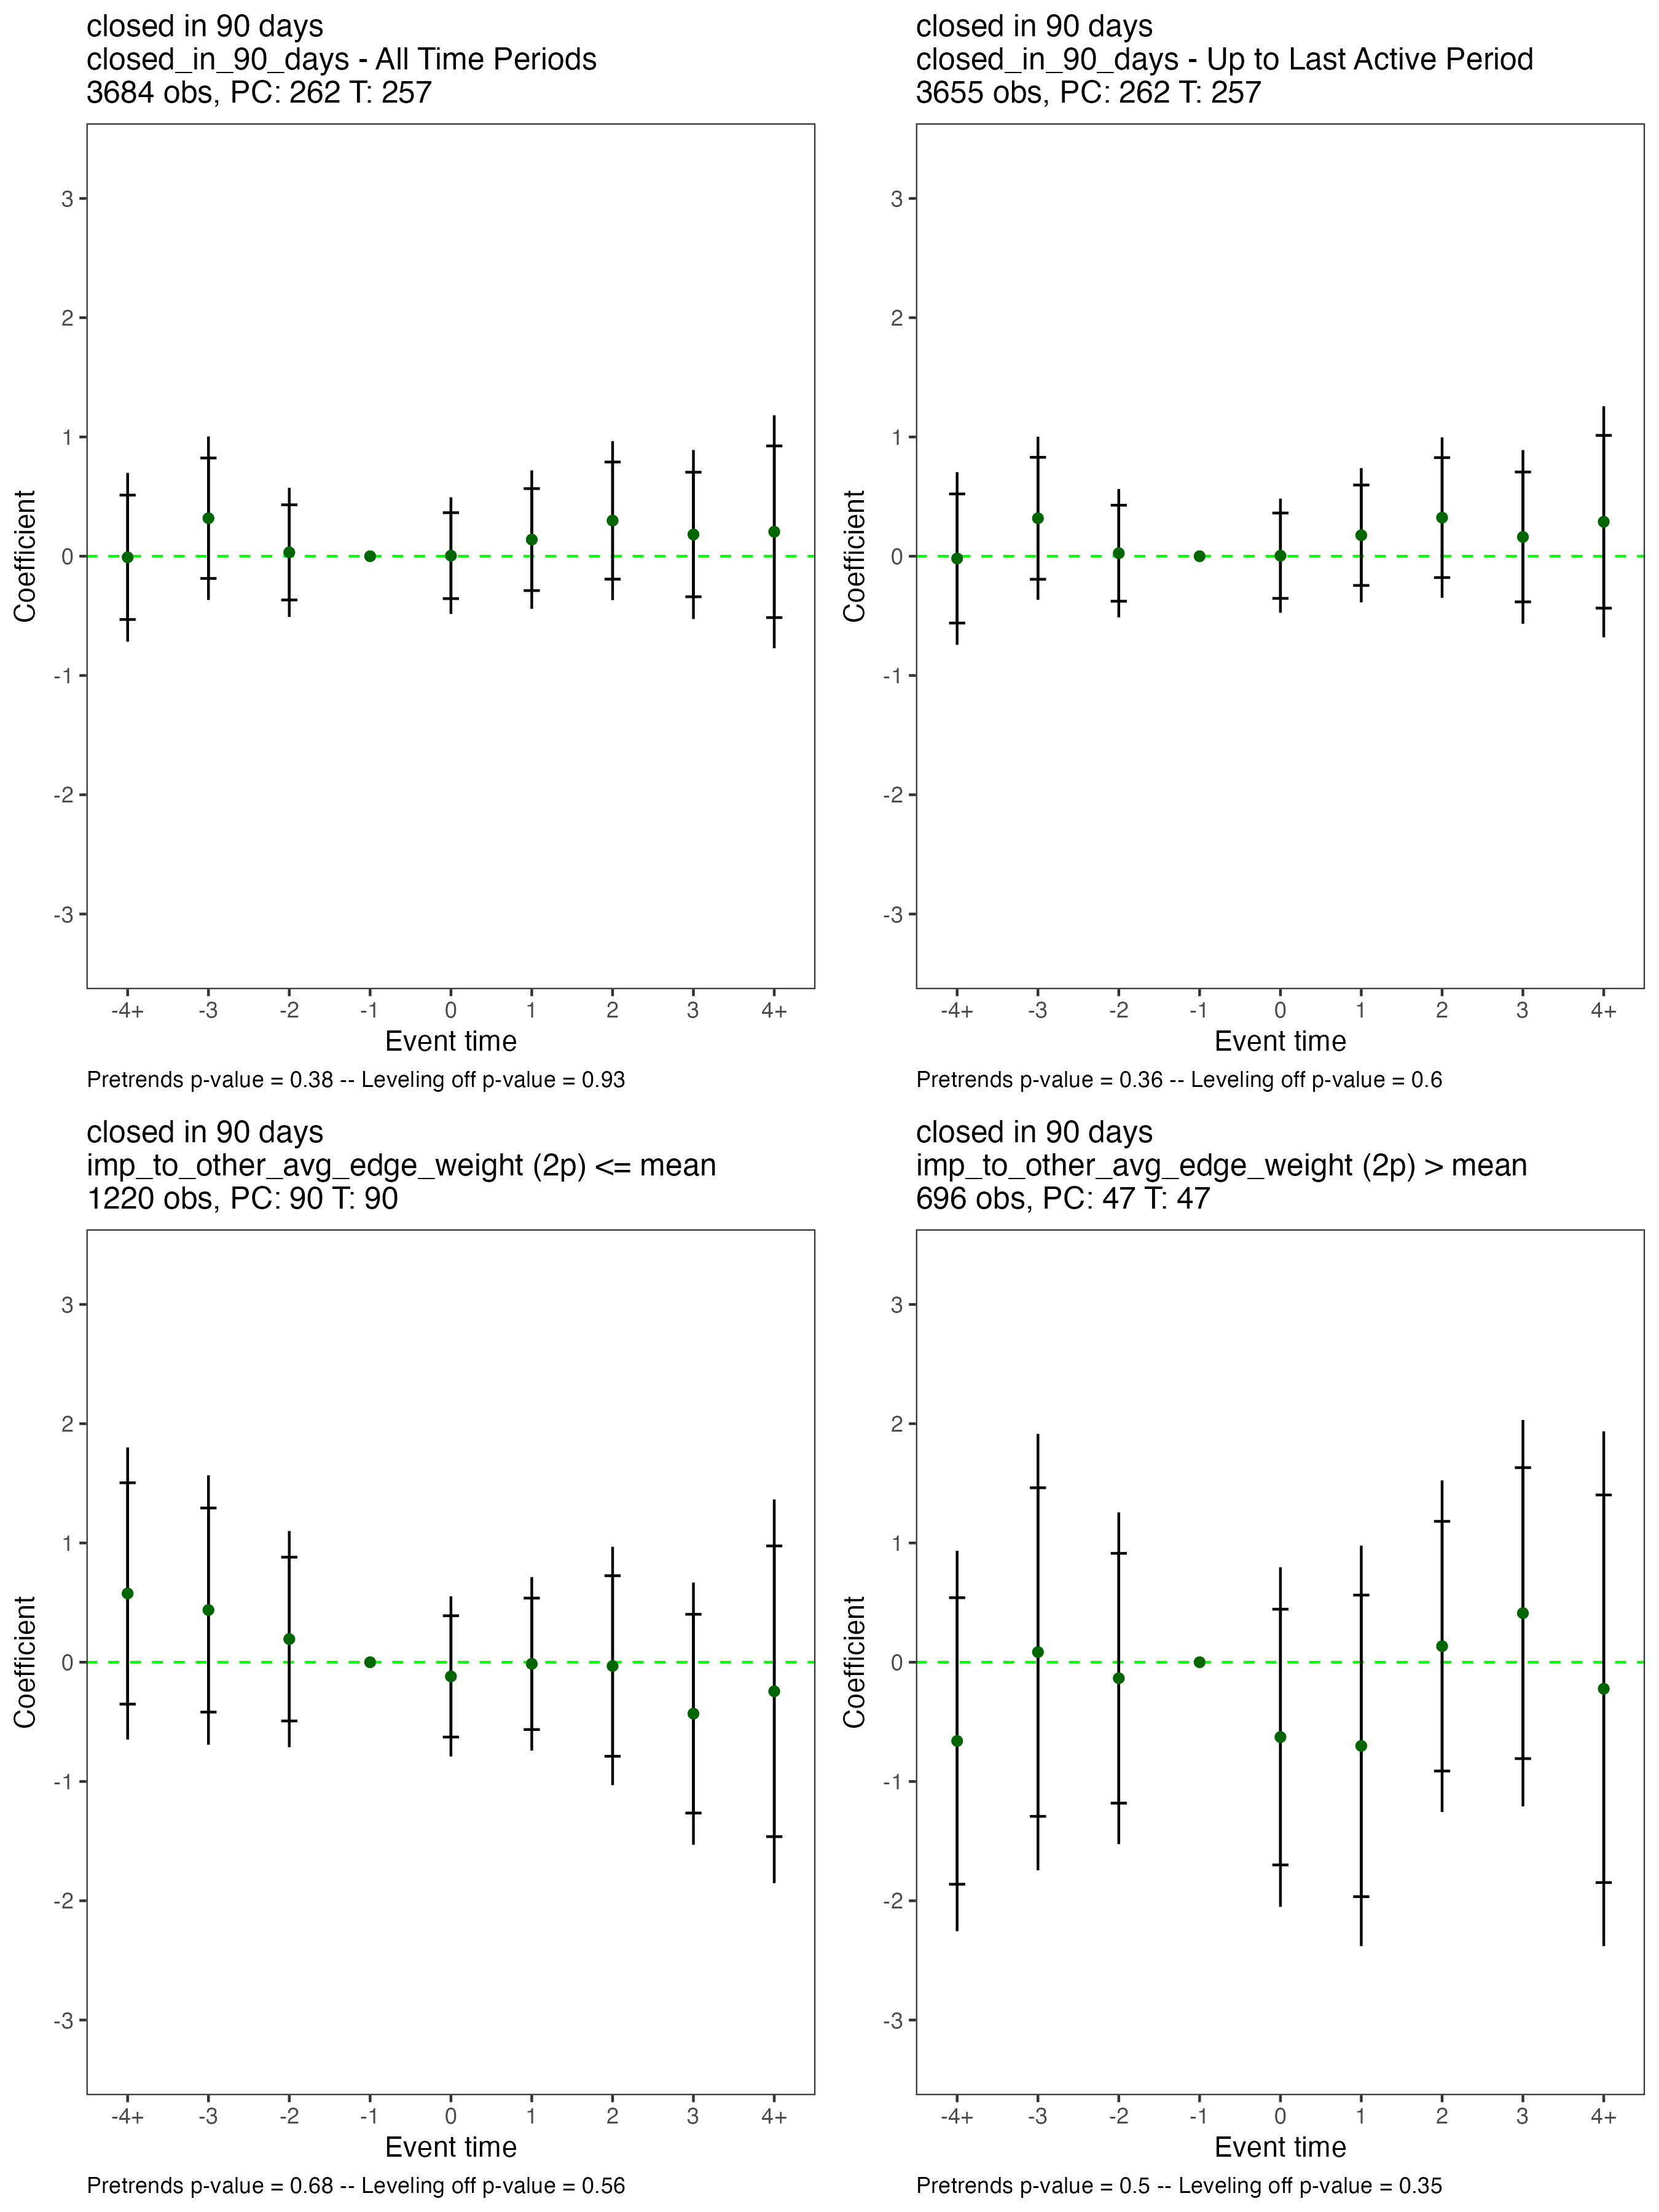 closed in 90 days
closed_in_90_days - All Time Periods
3684 obs, PC: 262 T: 257
3
2
1
0
-1
-2
-3
Coefficient
-4+ -3 -2 -1 0 1 2 3 4+
Event time
Pretrends p-value = 0.38 -- Leveling off p-value = 0.93
closed in 90 days
closed_in_90_days - Up to Last Active Period
3655 obs, PC: 262 T: 257
3
2
1
0
-1
-2
-3
Coefficient
-4+ -3 -2 -1 0 1 2 3 4+
Event time
Pretrends p-value = 0.36 -- Leveling off p-value = 0.6
closed in 90 days
imp_to_other_avg_edge_weight (2p) <= mean
1220 obs, PC: 90 T: 90
3
2
1
0
-1
-2
-3
Coefficient
-4+ -3 -2 -1 0 1 2 3 4+
Event time
Pretrends p-value = 0.68 -- Leveling off p-value = 0.56
closed in 90 days
imp_to_other_avg_edge_weight (2p) > mean
696 obs, PC: 47 T: 47
3
2
1
0
-1
-2
-3
Coefficient
-4+ -3 -2 -1 0 1 2 3 4+
Event time
Pretrends p-value = 0.5 -- Leveling off p-value = 0.35